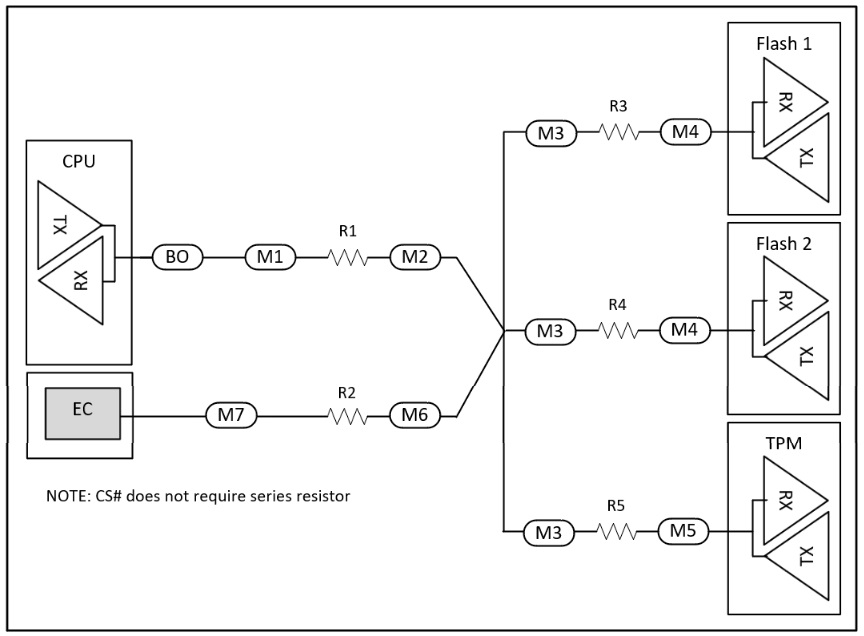 Flash 1
RX
TX
R3
M3
M4
CPU
TX
RX
R1
BO
M1
M2
Flash 2
RX
TX
R4
M3
M4
EC
R2
M7
M6
TPM
RX
TX
NOTE: CS# does not require series resistor
R5
M3
M5